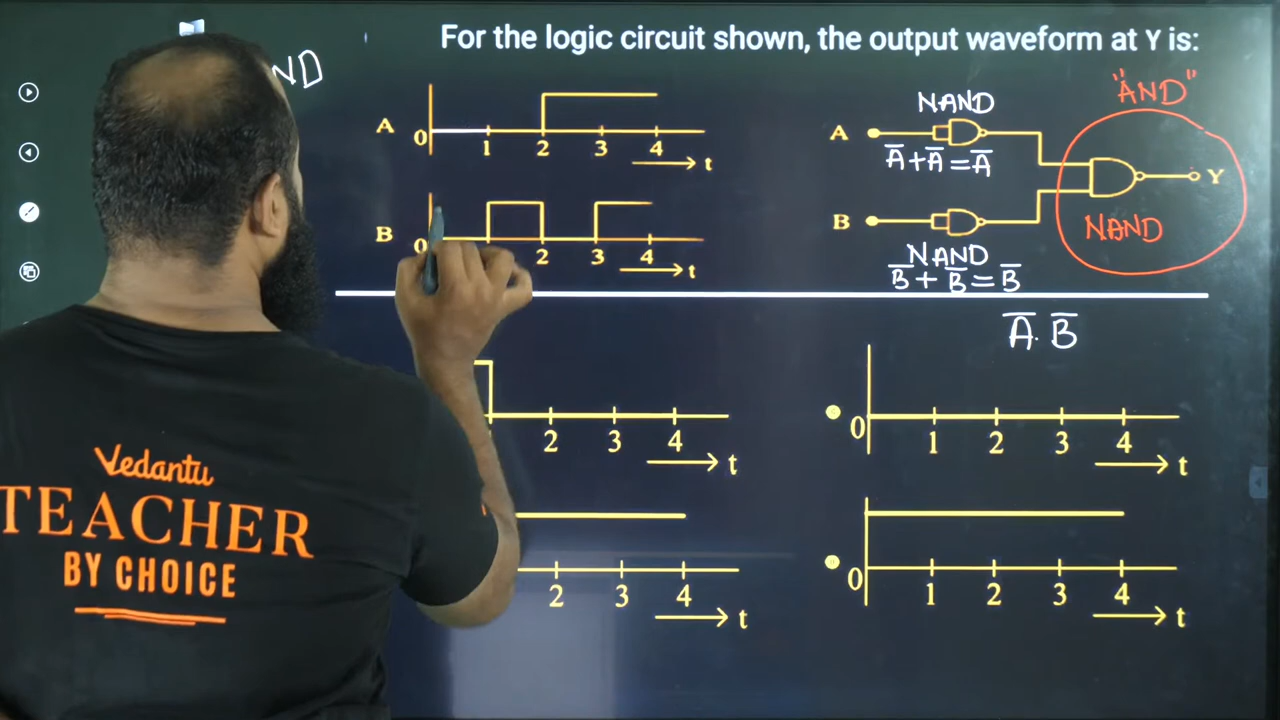 For the logic circuit shown, the output waveform at Y is:
ND
A
0
1 2 3 4
t
B
0
2 3 4
t
NAND
"AND"
A
A̅+A̅=A̅
Y
B
NAND
NAND
B̅+B̅=B̅
A̅.B̅
2 3 4
t
0
1 2 3 4
t
2 3 4
t
0
1 2 3 4
t
Vedantu
TEACHER
BY CHOICE